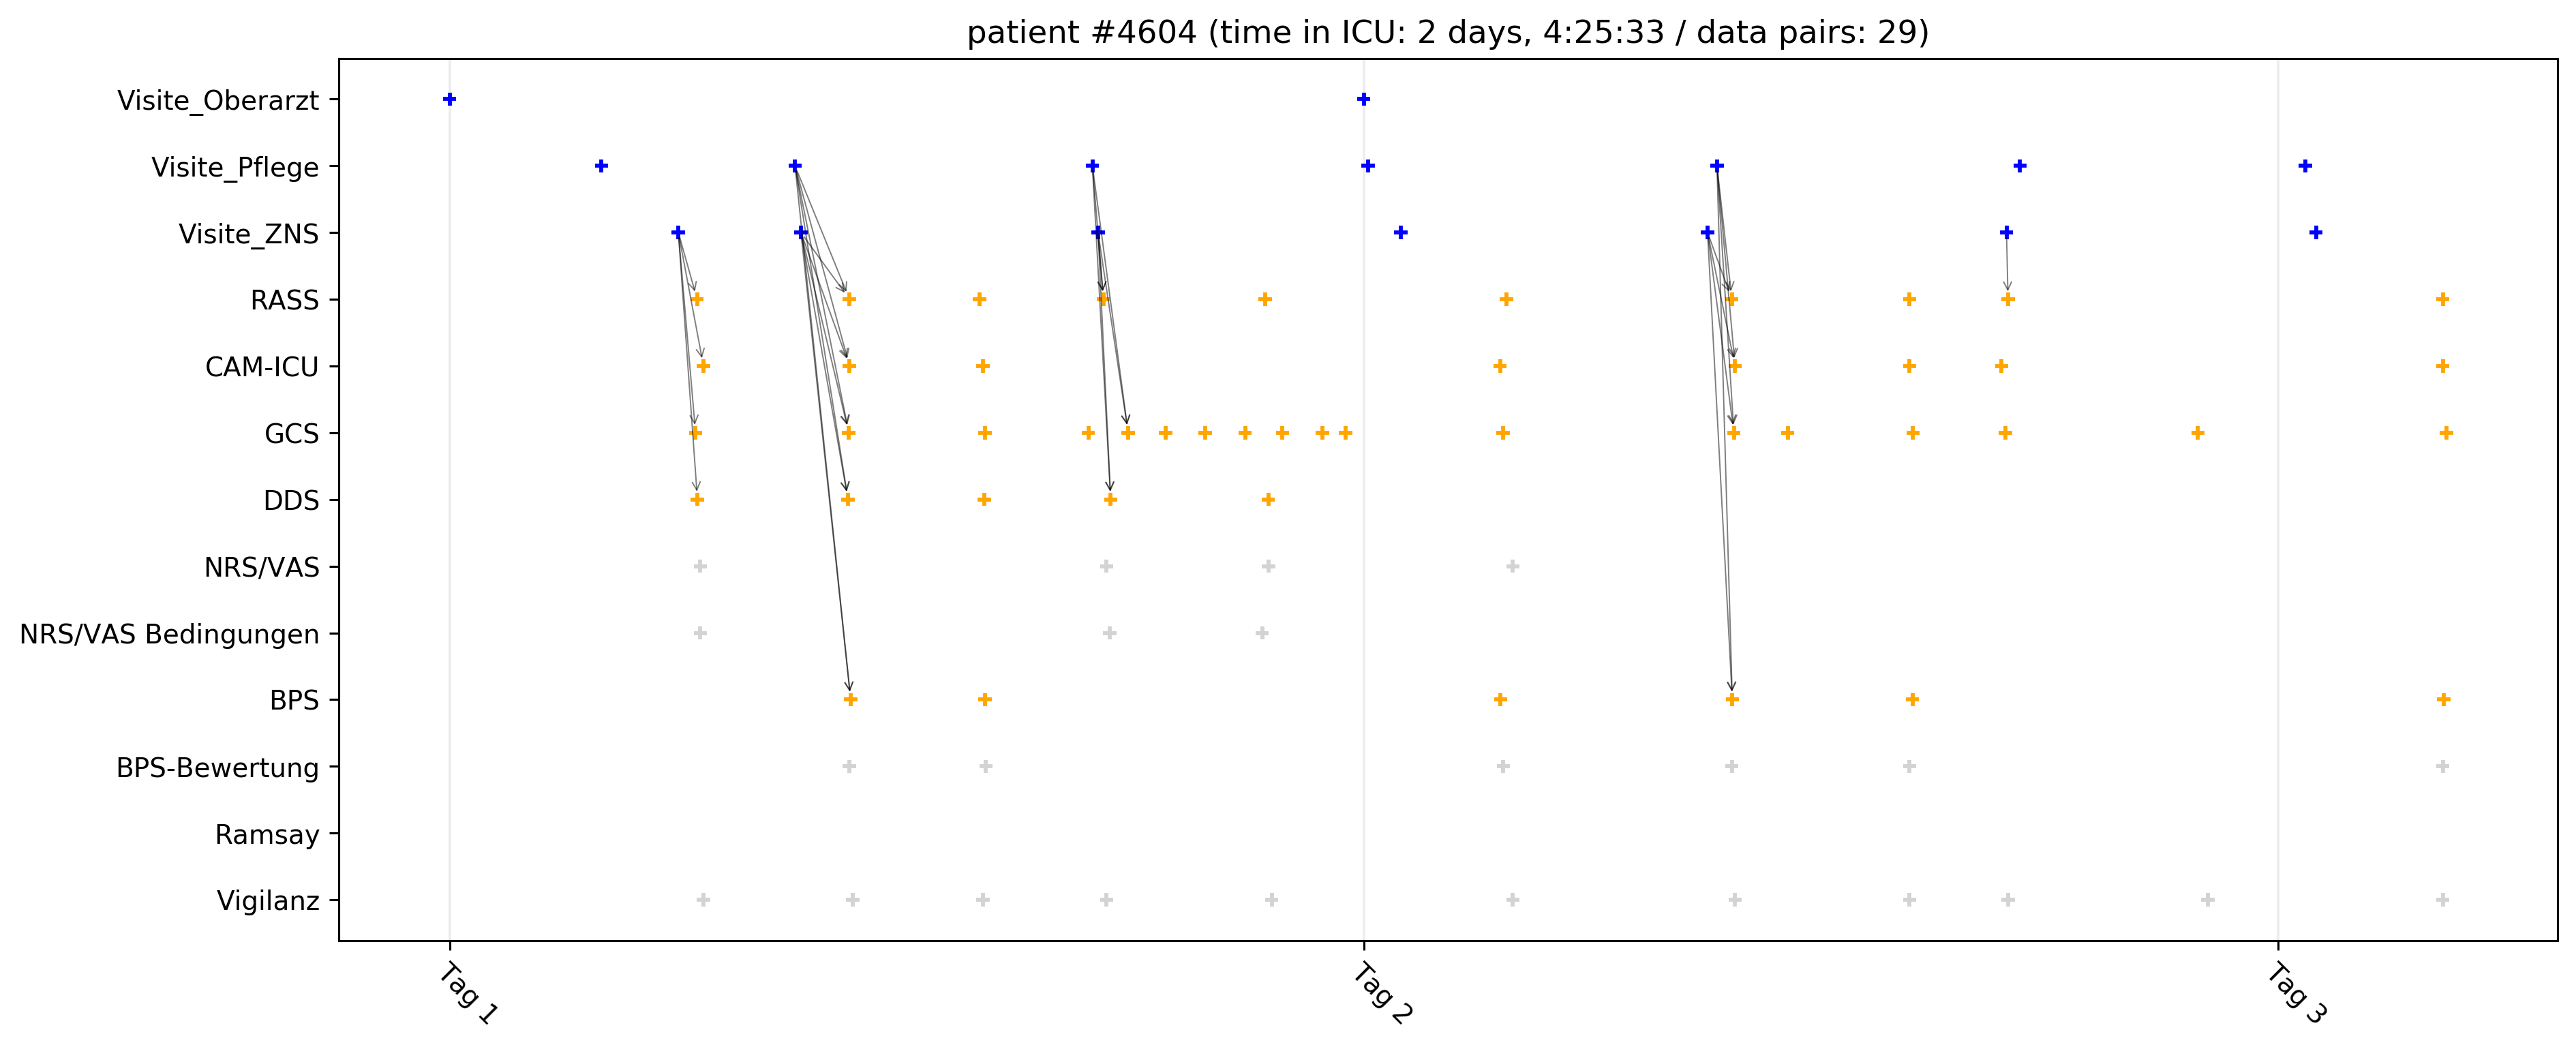 patient #4604 (time in ICU: 2 days, 4:25:33 / data pairs: 29)
Visite_Oberarzt
Visite_Pflege
Visite_ZNS
RASS
CAM-ICU
GCS
DDS
NRS/VAS
NRS/VAS Bedingungen
BPS
BPS-Bewertung
Ramsay
Vigilanz
Tag 1
Tag 2
Tag 3